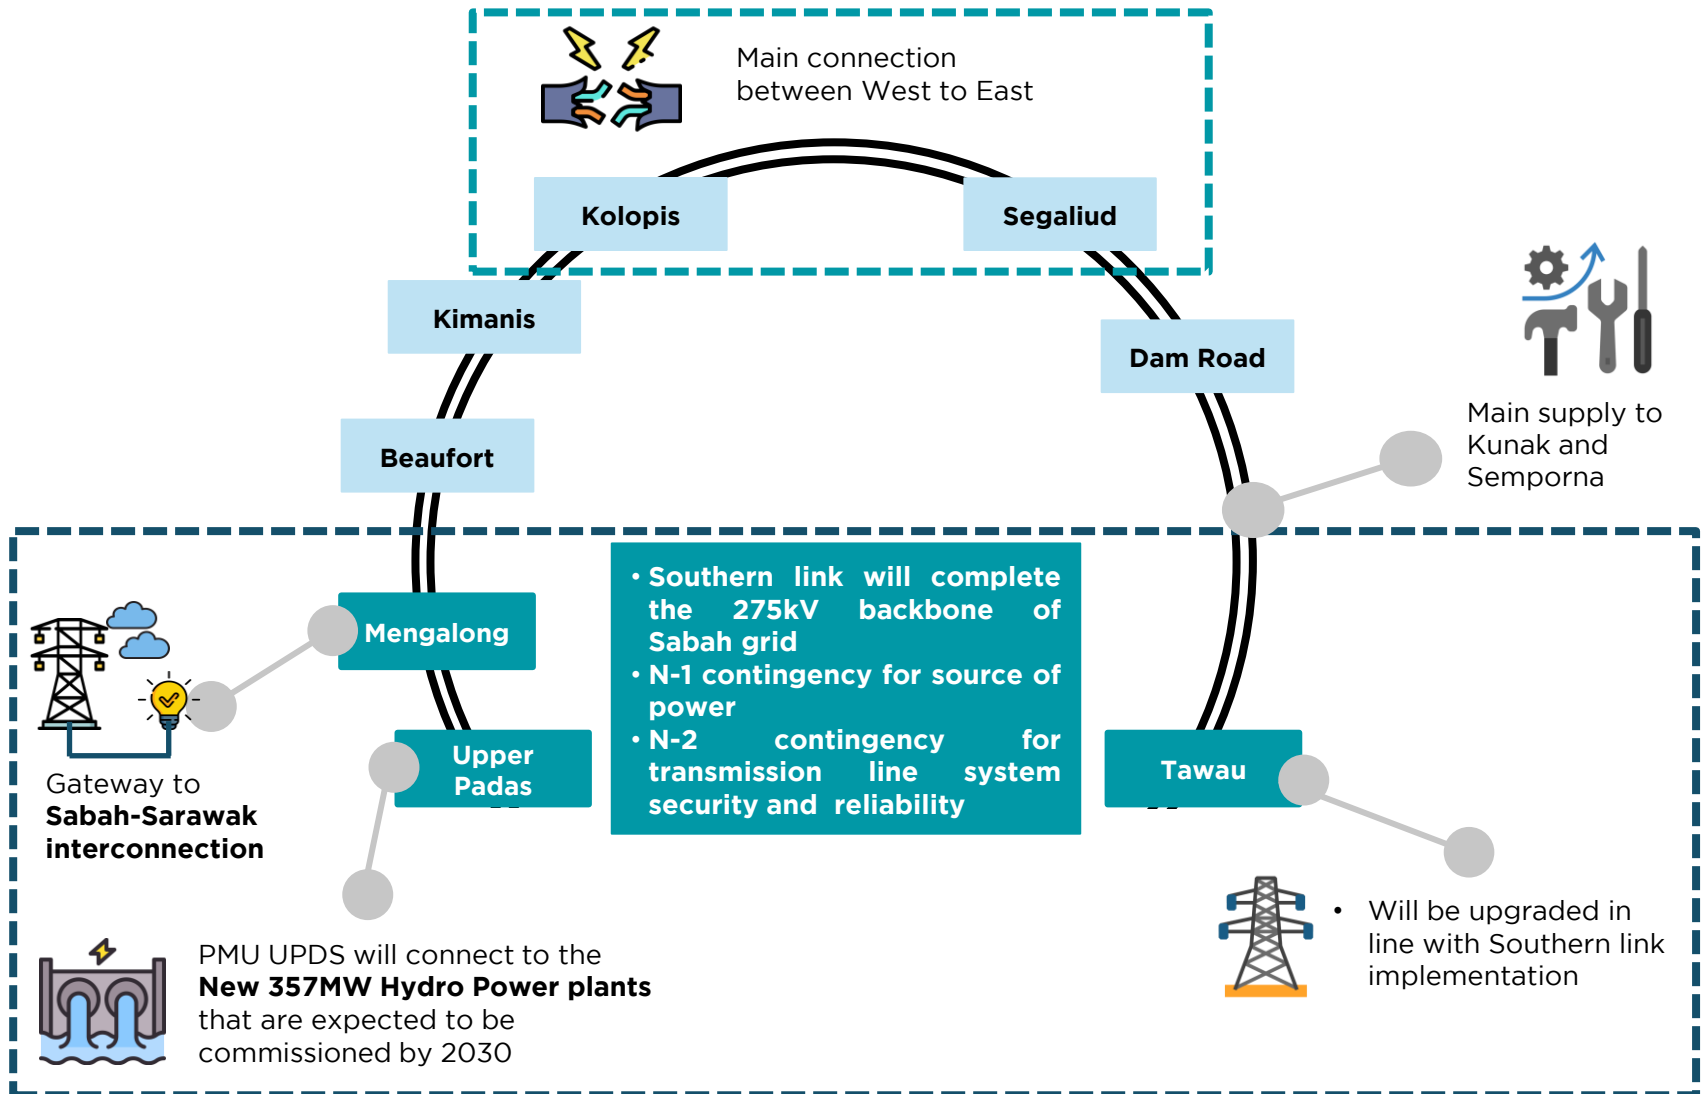 Main connection
between West to East
Kolopis
Segaliud
Kimanis
Dam Road
Beaufort
Main supply to
Kunak and
Semporna
Mengalong
Upper
Padas
• Southern link will complete
the 275kV backbone of
Sabah grid
• N-1 contingency for source of
power
• N-2 contingency for
transmission line system
security and reliability
Tawau
Gateway to
Sabah-Sarawak
interconnection
PMU UPDS will connect to the
New 357MW Hydro Power plants
that are expected to be
commissioned by 2030
• Will be upgraded in
line with Southern link
implementation